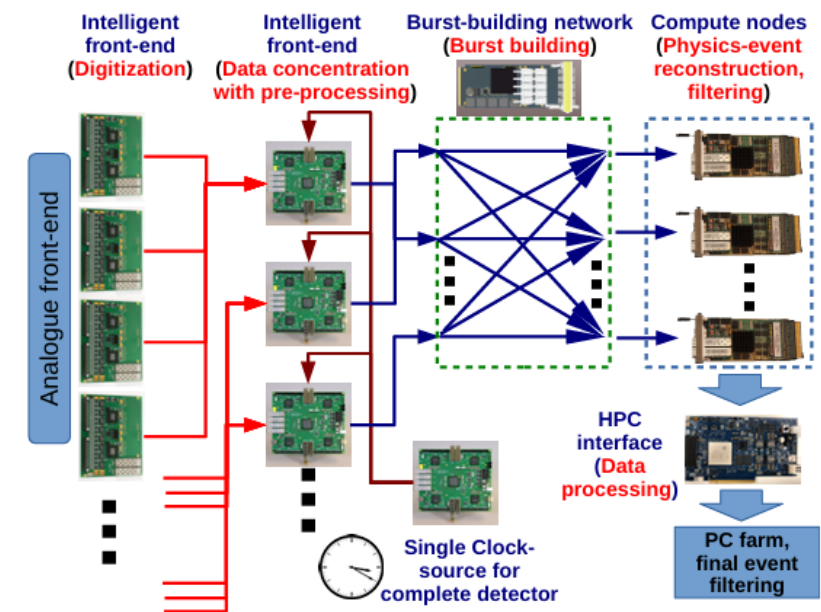 Intelligent
front-end
(Digitization)
Intelligent
front-end
(Data concentration
with pre-processing)
Burst-building network
(Burst building)
Compute nodes
(Physics-event
reconstruction,
filtering)
Analogue front-end
HPC
interface
(Data
processing)
Single Clock-
source for
complete detector
PC farm,
final event
filtering